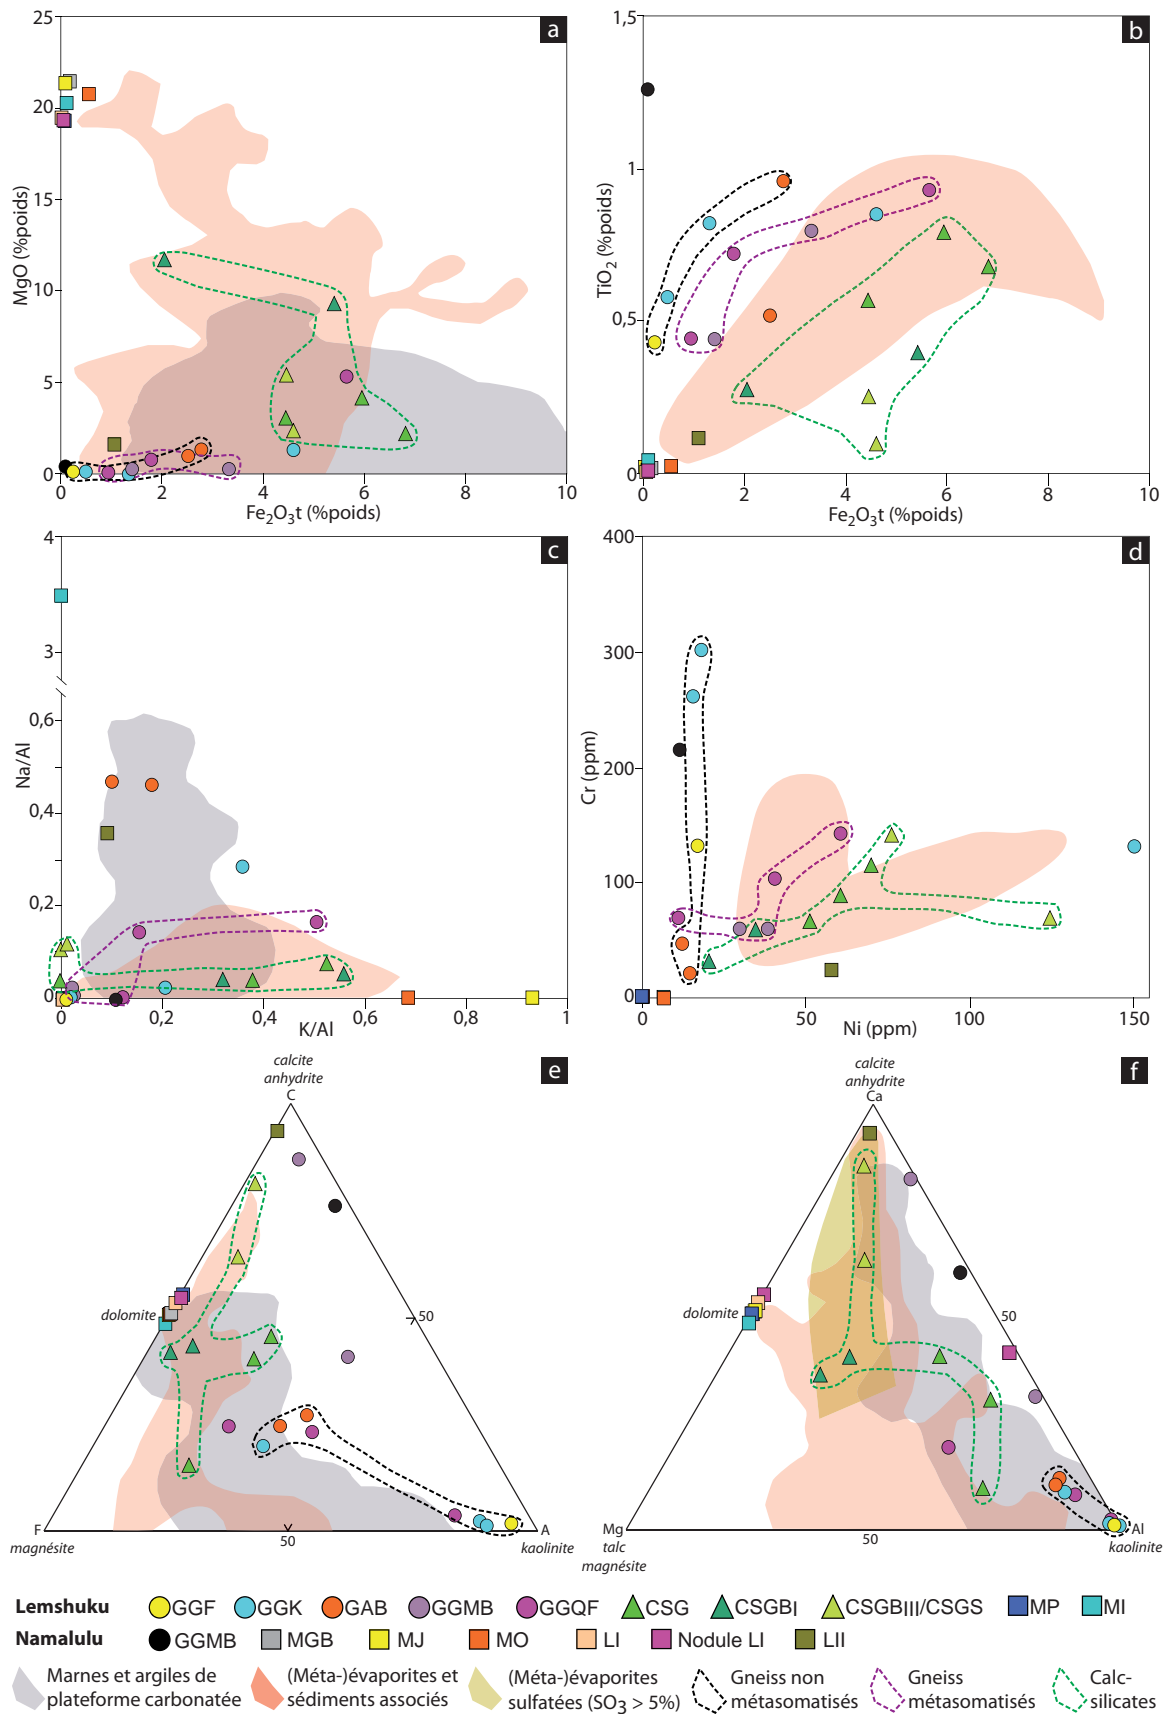 25
20
15
10
5
0
MgO (%poids)
a
0
2
4
6
8
10
Fe2O3t (%poids)
1,5
1
0,5
0
TiO2 (%poids)
b
0
2
4
6
8
10
Fe2O3t (%poids)
4
3
0,6
0,4
0,2
0
Na/Al
c
0
0,2
0,4
0,6
0,8
1
K/Al
400
300
200
100
0
Cr (ppm)
d
0
50
100
150
Ni (ppm)
calcite
anhydrite
C
e
dolomite
50
F
magnésite
50
A
kaolinite
calcite
anhydrite
Ca
f
dolomite
50
Mg
talc
magnésite
50
Al
kaolinite
Lemshuku GGF GGK GAB GGMB GGQF CSG CSGBI CSGBIII/CSGS MP MI
Namalulu GGMB MGB MJ MO LI Nodule LI LII
Marnes et argiles de
plateforme carbonatée
(Méta-)évaporites et
sédiments associés
(Méta-)évaporites
sulfatées (SO3 > 5%)
Gneiss non
métasomatisés
Gneiss
métasomatisés
Calc-
silicates